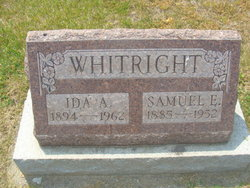 WHITRIGHT
IDA A. SAMUEL E.
1894 — 1962 1885 — 1952